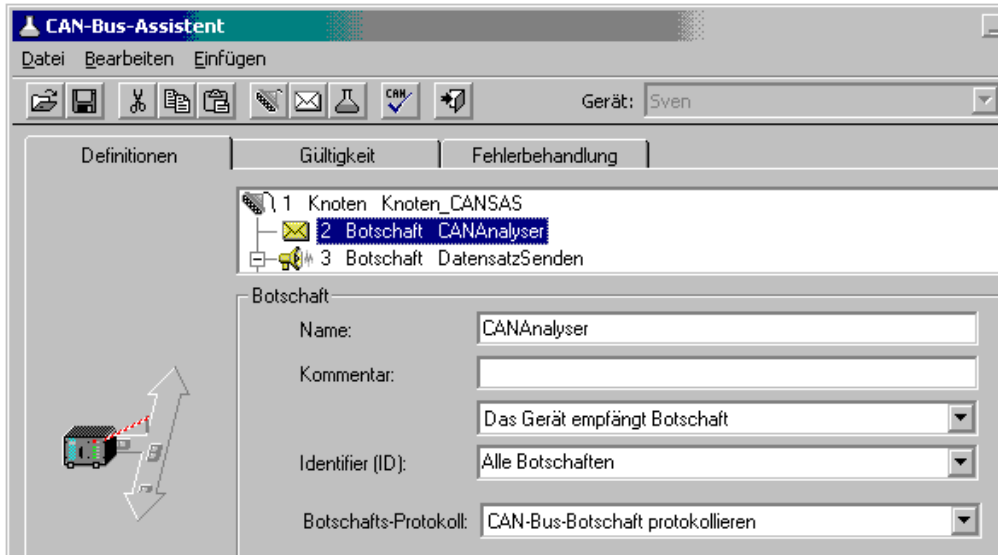 CAN-Bus-Assistent
Datei Bearbeiten Einfügen
CAN Gerät: Sven
Definitionen Gültigkeit Fehlerbehandlung
1 Knoten Knoten_CANSAS
2 Botschaft CANAnalyser
3 Botschaft DatensatzSenden
Botschaft
Name: CANAnalyser
Kommentar:
Das Gerät empfängt Botschaft
Identifier (ID): Alle Botschaften
Botschafts-Protokoll: CAN-Bus-Botschaft protokollieren